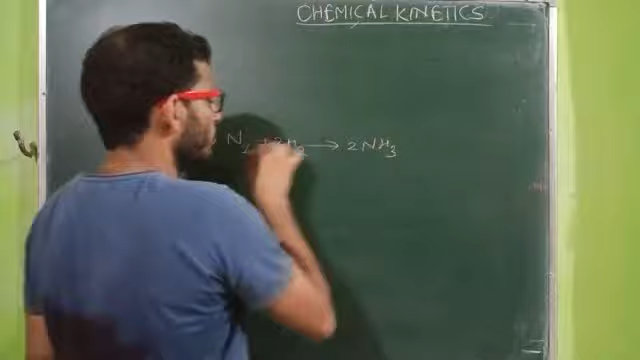 CHEMICAL KINETICS
N₂ + 3H₂ → 2NH₃